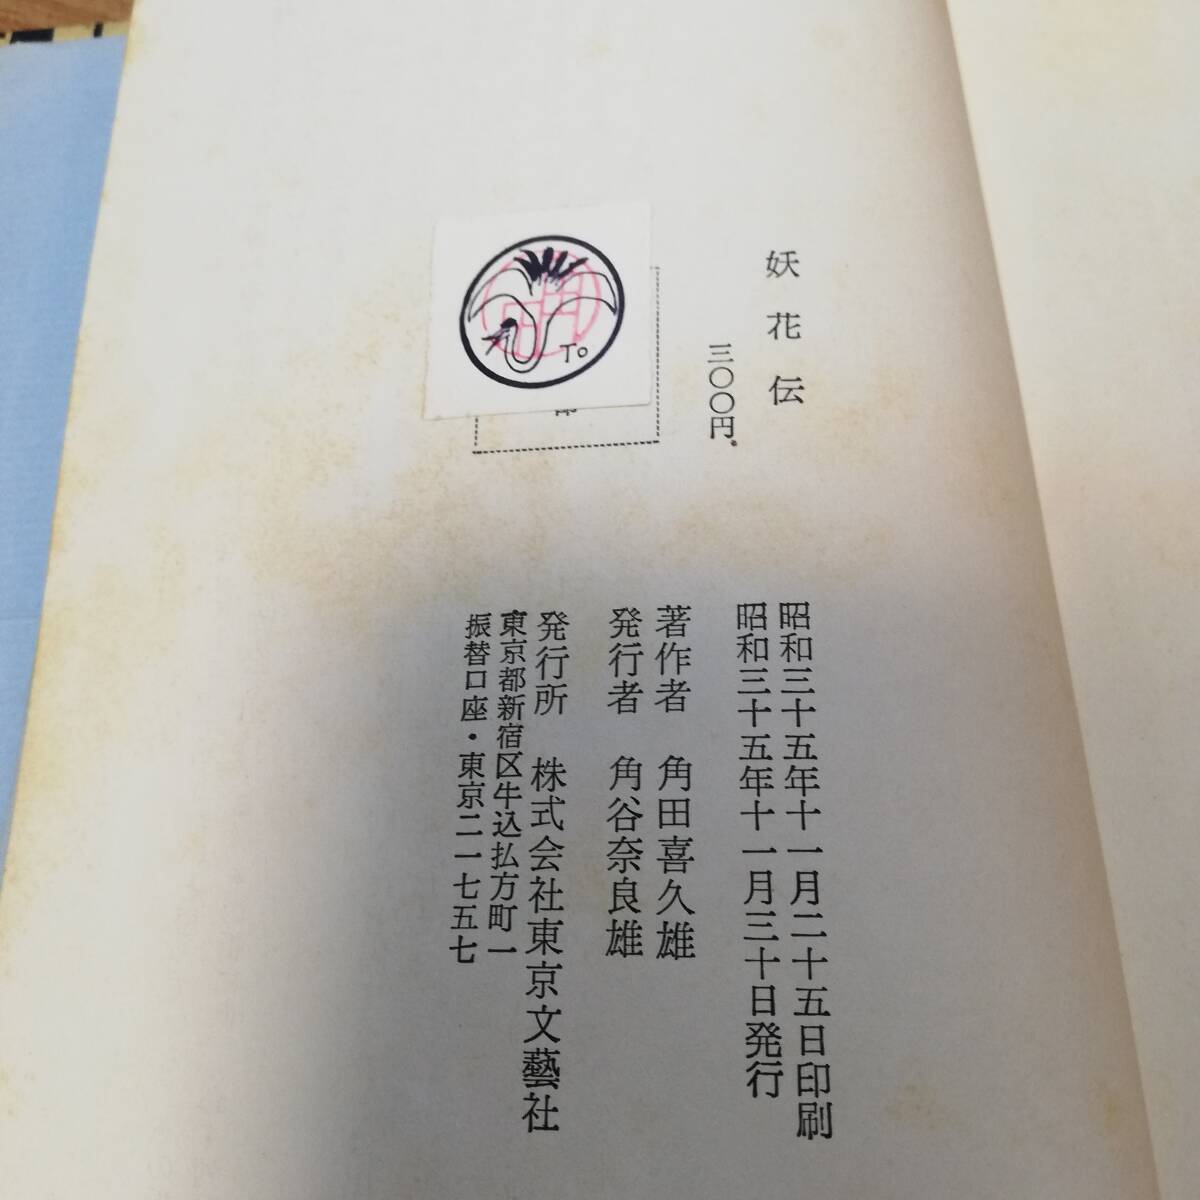 妖花伝
三〇〇円
To
昭和三十五年十一月二十五日印刷
昭和三十五年十一月三十日発行
著作者 角田喜久雄
発行者 角谷奈良雄
発行所 株式会社東京文藝社
東京都新宿区牛込払方町一
振替口座・東京二一七五七